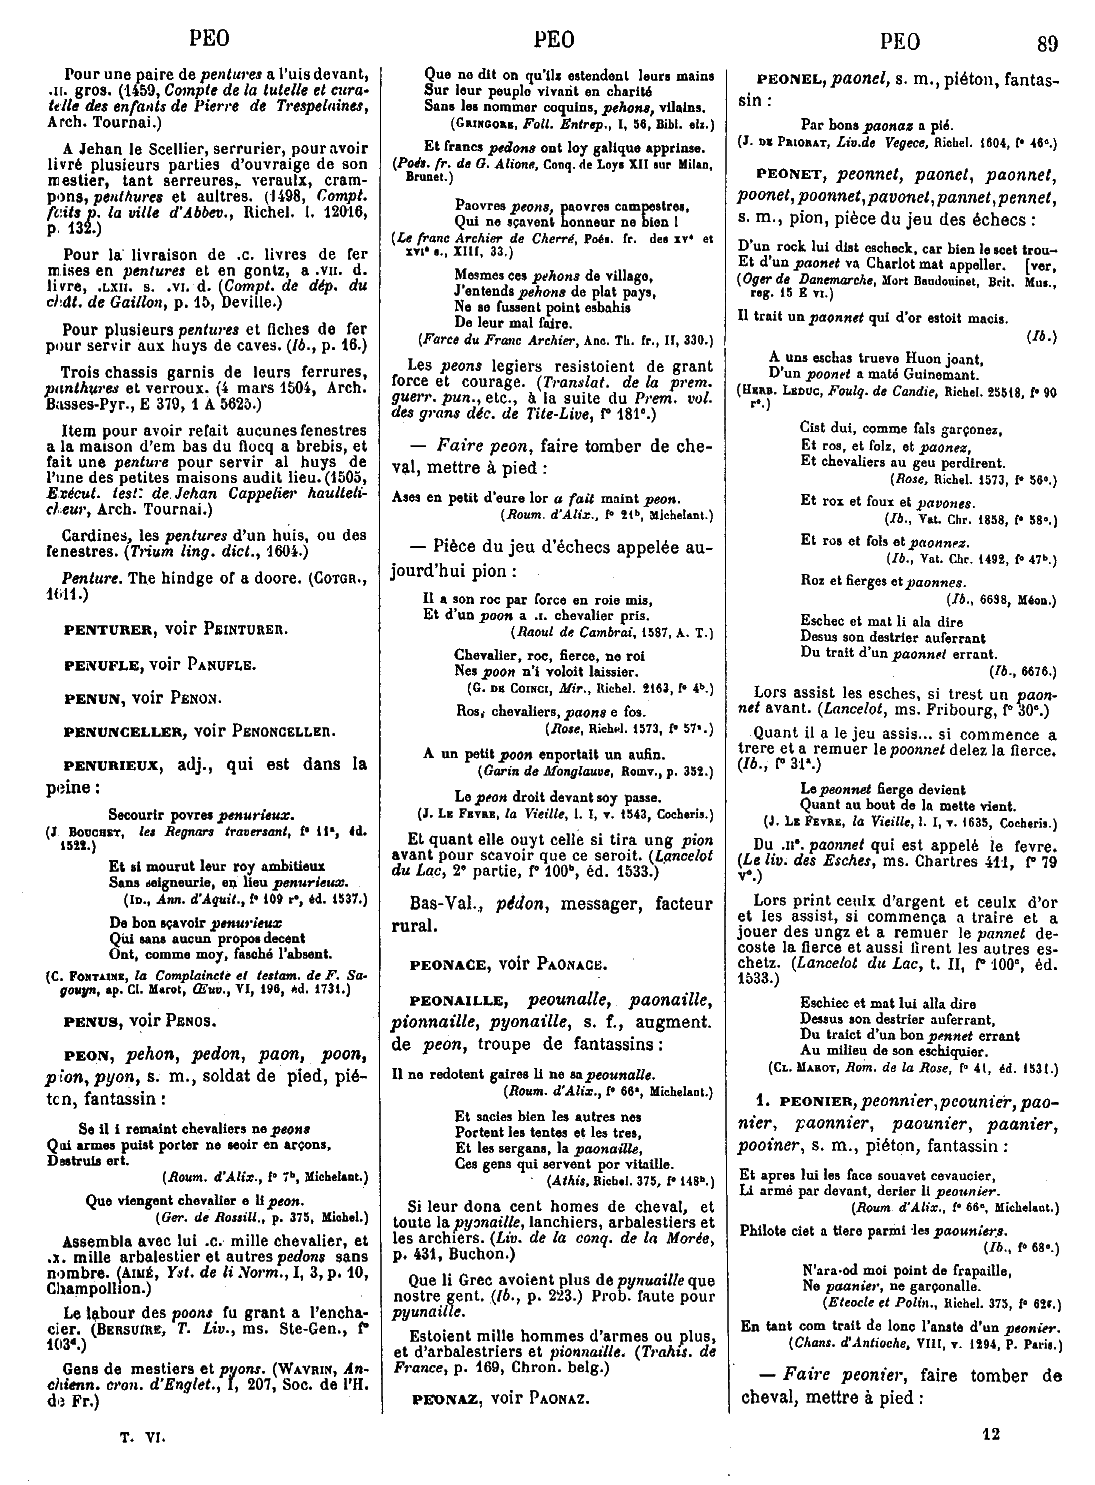 PEO
PEO
PEO
89
Pour une paire de pentures a l'uis devant,
.II. gros. (1459, Compte de la tutelle et cura-
telle des enfants de Pierre de Trespelaines,
Arch. Tournai.)
A Jehan le Scellier, serrurier, pour avoir
livré plusieurs parties d'ouvraige de son
mestier, tant serreures, veraulx, cram-
pons, penthures et aultres. (1498, Compt.
faits p. la ville d'Abbev., Richel. l. 12016,
p. 132.)
Pour la livraison de .c. livres de fer
mises en pentures et en gontz, a .VII. d.
livre, .LXII. s. .VI. d. (Compt. de dép. du
chât. de Gaillon, p. 15, Deville.)
Pour plusieurs pentures et fiches de fer
pour servir aux huys de caves. (Ib., p. 16.)
Trois chassis garnis de leurs ferrures,
panthures et verroux. (4 mars 1504, Arch.
Basses-Pyr., E 379, 1 A 5625.)
Item pour avoir refait aucunes fenestres
a la maison d'em bas du flocq a brebis, et
fait une penture pour servir al huys de
l'une des petites maisons audit lieu. (1505,
Exécut. test. de Jehan Cappelier haulteli-
cheur, Arch. Tournai.)
Cardines, les pentures d'un huis, ou des
fenestres. (Trium ling. dict., 1604.)
Penture. The hindge of a doore. (COTGR.,
1611.)
PENTURER, voir PEINTURER.
PENUFLE, voir PANUFLE.
PENUN, voir PENON.
PENUNCELLER, voir PENONCELLER.
PENURIEUX, adj., qui est dans la
peine :
Secourir povres penurieux.
(J BOUCHET, les Regnars traversant, f° 11ª, éd.
1522.)
Et si mourut leur roy ambitieux
Sans seigneurie, en lieu penurieux.
(ID., Ann. d'Aquit., f° 109 r°, éd. 1537.)
De bon sçavoir penurieux
Qui sans aucun propos decent
Ont, comme moy, fasché l'absent.
(C. FONTAINE, la Complaincte et testam. de F. Sa-
gouyn, ap. Cl. Marot, Œuv., VI, 196, éd. 1731.)
PENUS, voir PENOS.
PEON, pehon, pedon, paon, poon,
pion, pyon, s. m., soldat de pied, pié-
ton, fantassin :
Se il i remaint chevaliers ne peons
Qui armes puist porter ne seoir en arçons,
Destruis ert.
(Roum. d'Alix., f° 7ᵇ, Michelant.)
Que viengent chevalier e li peon.
(Ger. de Rossill., p. 375, Michel.)
Assembla avec lui .c. mille chevalier, et
.x. mille arbalestier et autres pedons sans
nombre. (AIMÉ, Yst. de li Norm., I, 3, p. 10,
Champollion.)
Le labour des poons fu grant a l'encha-
cier. (BERSUIRE, T. Liv., ms. Ste-Gen., f°
103ᵈ.)
Gens de mestiers et pyons. (WAVRIN, An-
chienn. cron. d'Englet., I, 207, Soc. de l'H.
de Fr.)
T. VI.
Que ne dit on qu'ilz estendent leurs mains
Sur leur peuple vivant en charité
Sans les nommer coquins, pehons, vilains.
(GRINGORE, Foll. Entrep., I, 56, Bibl. elz.)
Et francs pedons ont loy galique apprinse.
(Poés. fr. de G. Alione, Conq. de Loys XII sur Milan,
Brunet.)
Paovres peons, paovres campestres,
Qui ne sçavent honneur ne bien !
(Le franc Archier de Cherré, Poés. fr. des XVᵉ et
XVIᵉ s., XIII, 33.)
Mesmes ces pehons de village,
J'entends pehons de plat pays,
Ne se fussent point esbahis
De leur mal faire.
(Farce du Franc Archier, Anc. Th. fr., II, 330.)
Les peons legiers resistoient de grant
force et courage. (Translat. de la prem.
guerr. pun., etc., à la suite du Prem. vol.
des grans déc. de Tite-Live, f° 181ᵉ.)
— Faire peon, faire tomber de che-
val, mettre à pied :
Ases en petit d'eure lor a fait maint peon.
(Roum. d'Alix., f° 21ᵇ, Michelant.)
— Pièce du jeu d'échecs appelée au-
jourd'hui pion :
Il a son roc par force en roie mis,
Et d'un poon a .I. chevalier pris.
(Raoul de Cambrai, 1587, A. T.)
Chevalier, roc, fierce, ne roi
Nes poon n'i voloit laissier.
(G. DE COINCI, Mir., Richel. 2163, f° 4ᵇ.)
Ros, chevaliers, paons e fos.
(Rose, Richel. 1573, f° 57ᵃ.)
A un petit poon enportait un aufin.
(Garin de Monglauve, Romv., p. 352.)
Le peon droit devant soy passe.
(J. LE FEVRE, la Vieille, l. I, v. 1543, Cocheris.)
Et quant elle ouyt celle si tira ung pion
avant pour scavoir que ce seroit. (Lancelot
du Lac, 2ᵉ partie, f° 100ᵇ, éd. 1533.)
Bas-Val., pédon, messager, facteur
rural.
PEONACE, voir PAONACE.
PEONAILLE, peounalle, paonaille,
pionnaille, pyonaille, s. f., augment.
de peon, troupe de fantassins :
Il ne redotent gaires li ne sa peounalle.
(Roum. d'Alix., f° 66ᵃ, Michelant.)
Et sacies bien les autres nes
Portent les tentes et les tres,
Et les sergans, la paonaille,
Ces gens qui servent por vitaille.
(Athis, Richel. 375, f° 148ᵇ.)
Si leur dona cent homes de cheval, et
toute la pyonaille, lanchiers, arbalestiers et
les archiers. (Liv. de la conq. de la Morée,
p. 431, Buchon.)
Que li Grec avoient plus de pynuaille que
nostre gent. (Ib., p. 223.) Prob. faute pour
pyunaille.
Estoient mille hommes d'armes ou plus,
et d'arbalestriers et pionnaille. (Trahis. de
France, p. 169, Chron. belg.)
PEONAZ, voir PAONAZ.
PEONEL, paonel, s. m., piéton, fantas-
sin :
Par bons paonaz a pié.
(J. DE PRIORAT, Liv. de Vegece, Richel. 1604, f° 46ᵉ.)
PEONET, peonnet, paonet, paonnet,
poonet, poonnet, pavonet, pannet, pennet,
s. m., pion, pièce du jeu des échecs :
D'un rock lui dist escheck, car bien le scet trou-
Et d'un paonet va Charlot mat appeller. [ver,
(Oger de Danemarche, Mort Baudouinet, Brit. Mus.,
reg. 15 E VI.)
Il trait un paonnet qui d'or estoit macis.
(Ib.)
A uns eschas trueve Huon joant,
D'un poonet a maté Guinemant.
(HERB. LEDUC, Foulq. de Candie, Richel. 25518, f° 90
r°.)
Cist dui, comme fals garçonez,
Et ros, et folz, et paonez,
Et chevaliers au geu perdirent.
(Rose, Richel. 1573, f° 56ᵉ.)
Et rox et foux et pavones.
(Ib., Vat. Chr. 1858, f° 58ᵉ.)
Et ros et fols et paonnez.
(Ib., Vat. Chr. 1492, f° 47ᵇ.)
Roz et fierges et paonnes.
(Ib., 6638, Méon.)
Eschec et mat li ala dire
Desus son destrier auferrant
Du trait d'un paonnet errant.
(Ib., 6676.)
Lors assist les esches, si trest un paon-
net avant. (Lancelot, ms. Fribourg, f° 30ᵉ.)
Quant il a le jeu assis... si commence a
trere et a remuer le poonnet delez la fierce.
(Ib., f° 31ᵃ.)
Le peonnet fierge devient
Quant au bout de la mette vient.
(J. LE FEVRE, la Vieille, l. I, v. 1635, Cocheris.)
Du .IIᵉ. paonnet qui est appelé le fevre.
(Le liv. des Esches, ms. Chartres 411, f° 79
v°.)
Lors print ceulx d'argent et ceulx d'or
et les assist, si commença a traire et a
jouer des ungz et a remuer le pannet de-
coste la fierce et aussi firent les autres es-
chetz. (Lancelot du Lac, t. II, f° 100ᵉ, éd.
1533.)
Eschiec et mat lui alla dire
Dessus son destrier auferrant,
Du traict d'un bon pennet errant
Au milieu de son eschiquier.
(CL. MAROT, Rom. de la Rose, f° 41, éd. 1531.)
1. PEONIER, peonnier, peounier, pao-
nier, paonnier, paounier, paanier,
pooiner, s. m., piéton, fantassin :
Et apres lui les face souavet cevaucier,
Li armé par devant, derier li peounier.
(Roum d'Alix., f° 66ᵃ, Michelant.)
Philote ciet a tiere parmi les paouniers.
(Ib., f° 68ᵉ.)
N'ara-od moi point de frapaille,
Ne paanier, ne garçonalle.
(Eteocle et Polin., Richel. 375, f° 62ᶠ.)
En tant com trait de lonc l'anste d'un peonier.
(Chans. d'Antioche, VIII, v. 1294, P. Paris.)
— Faire peonier, faire tomber de
cheval, mettre à pied :
12